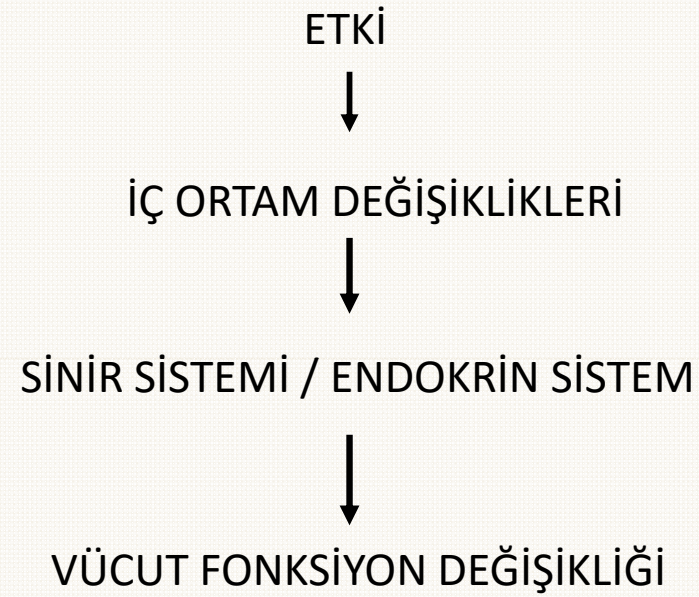 ETKİ
İÇ ORTAM DEĞİŞİKLİKLERİ
SİNİR SİSTEMİ / ENDOKRİN SİSTEM
VÜCUT FONKSİYON DEĞİŞİKLİĞİ